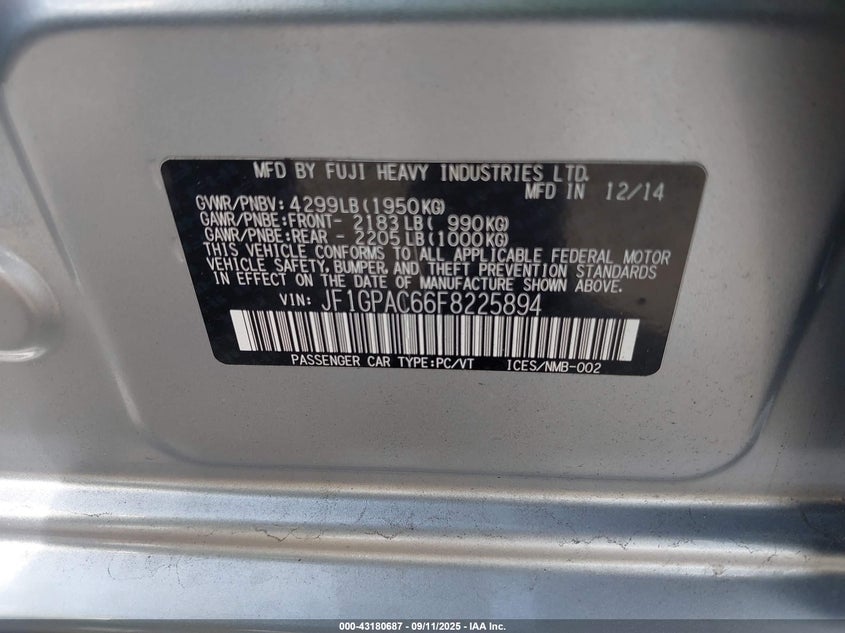 MFD BY FUJI HEAVY INDUSTRIES LTD.
MFD IN 12/14
GVWR/PNBV: 4299LB(1950KG)
GAWR/PNBE:FRONT- 2183LB( 990KG)
GAWR/PNBE:REAR - 2205LB(1000KG)
THIS VEHICLE CONFORMS TO ALL APPLICABLE FEDERAL MOTOR
VEHICLE SAFETY, BUMPER, AND THEFT PREVENTION STANDARDS
IN EFFECT ON THE DATE OF MANUFACTURE SHOWN ABOVE.
VIN: JF1GPAC66F8225894
PASSENGER CAR TYPE:PC/VT ICES/NMB-002
000-43180687 - 09/11/2025 - IAA Inc.